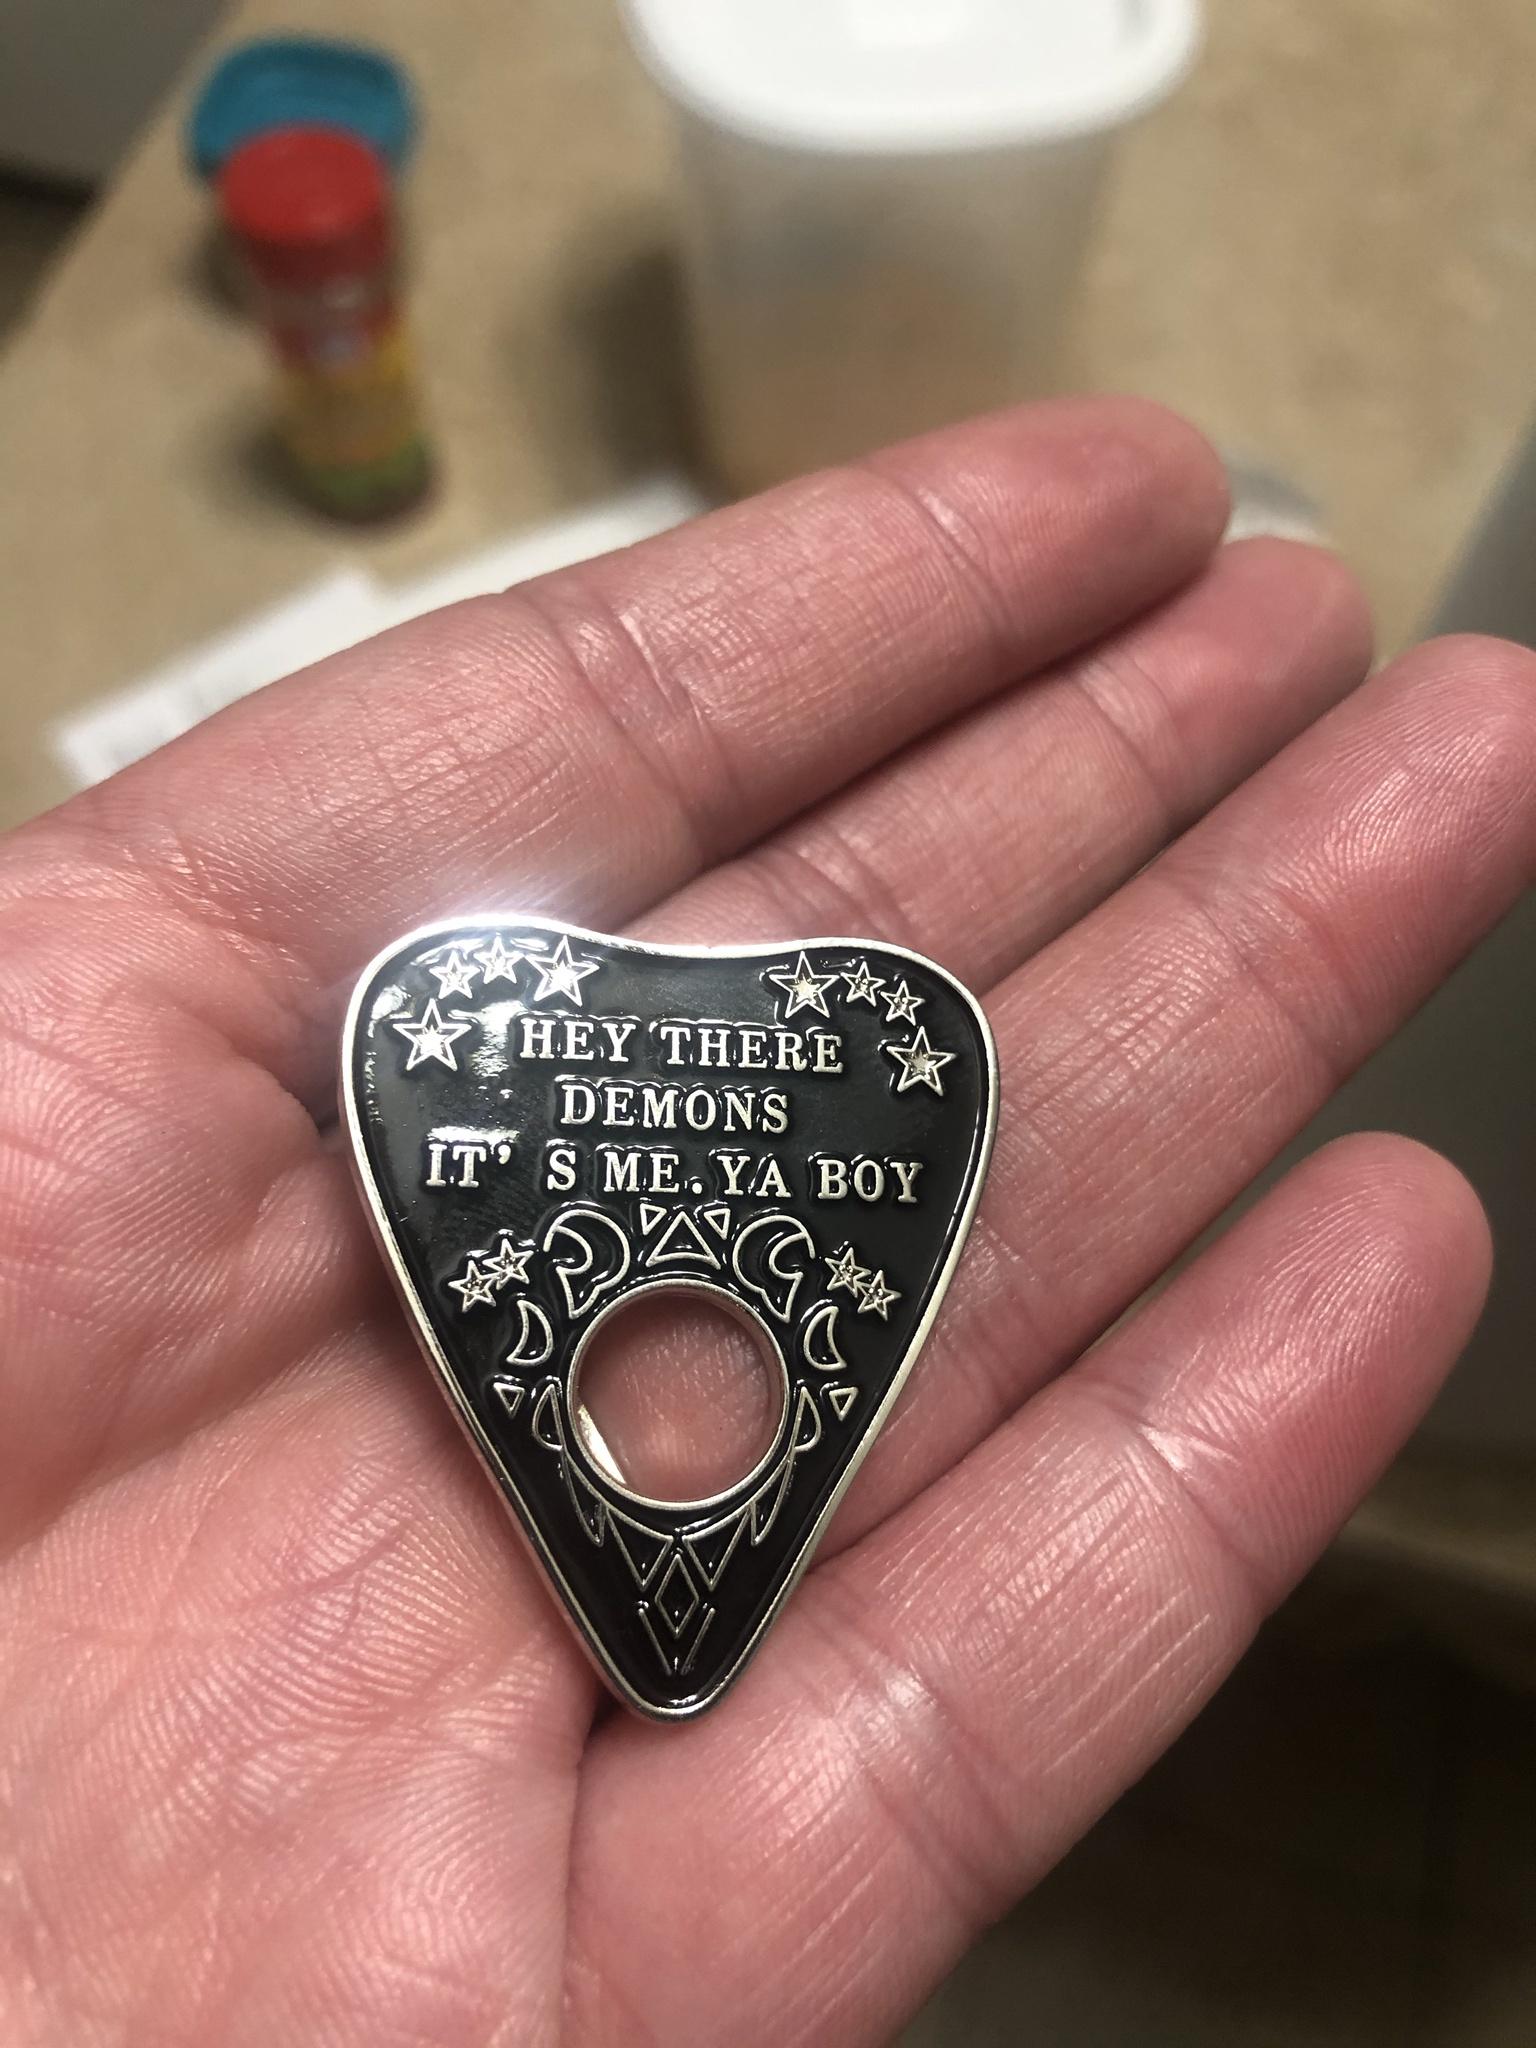 HEY THERE
DEMONS
IT' S ME. YA BOY